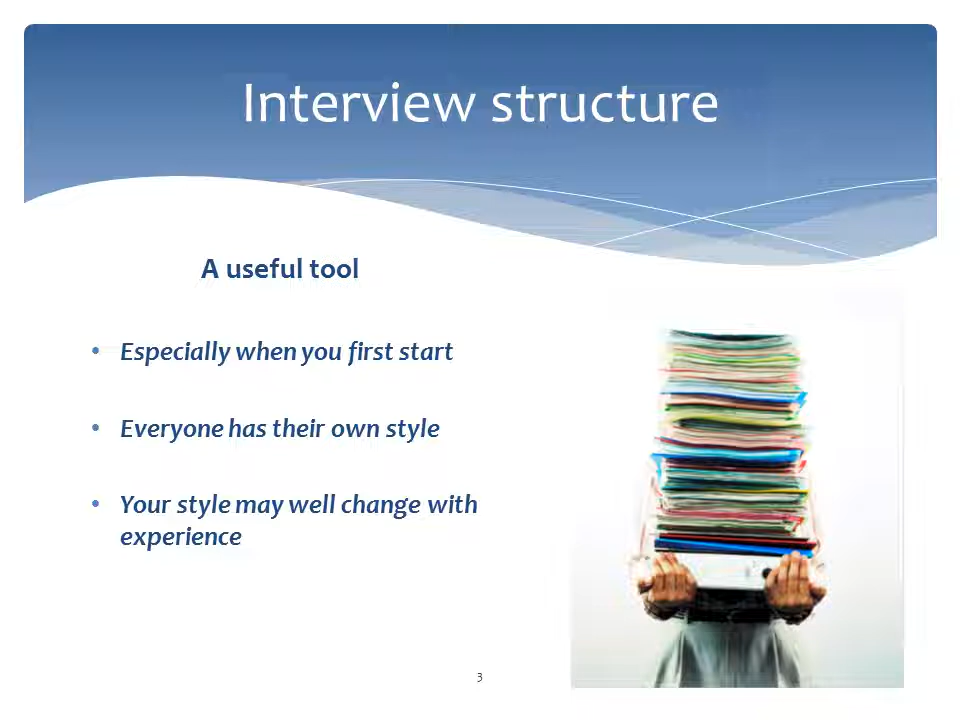 Interview structure
A useful tool
• Especially when you first start
• Everyone has their own style
• Your style may well change with
experience
3